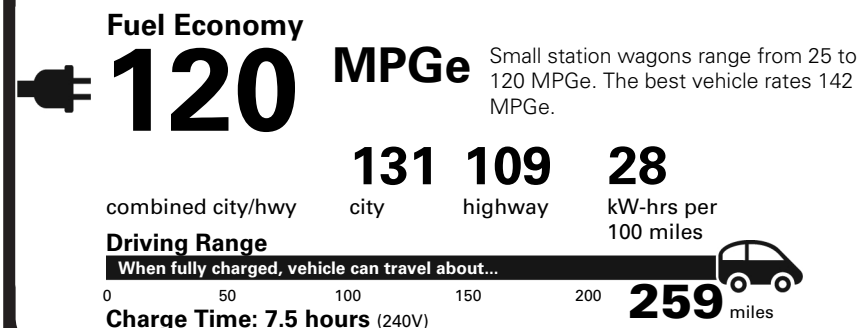 Fuel Economy
120 MPGe
Small station wagons range from 25 to
120 MPGe. The best vehicle rates 142
MPGe.
131 109 28
combined city/hwy city highway kW-hrs per
100 miles
Driving Range
When fully charged, vehicle can travel about...
0 50 100 150 200 259 miles
Charge Time: 7.5 hours (240V)